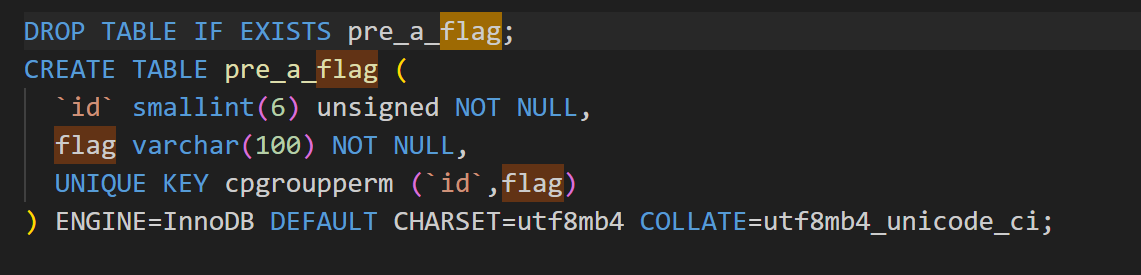 DROP TABLE IF EXISTS pre_a_flag;
CREATE TABLE pre_a_flag (
  `id` smallint(6) unsigned NOT NULL,
  flag varchar(100) NOT NULL,
  UNIQUE KEY cpgroupperm (`id`,flag)
) ENGINE=InnoDB DEFAULT CHARSET=utf8mb4 COLLATE=utf8mb4_unicode_ci;